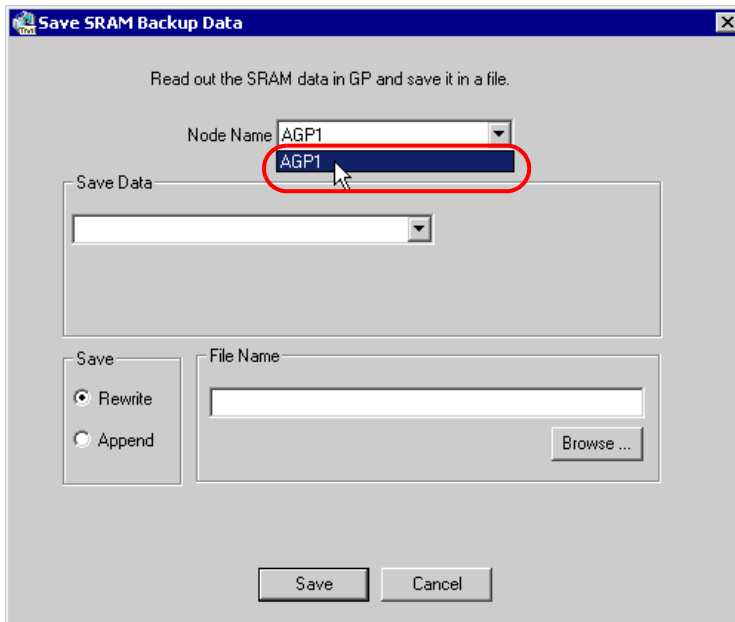 Save SRAM Backup Data
Read out the SRAM data in GP and save it in a file.
Node Name AGP1
AGP1
Save Data
Save
Rewrite
Append
File Name
Browse ...
Save
Cancel